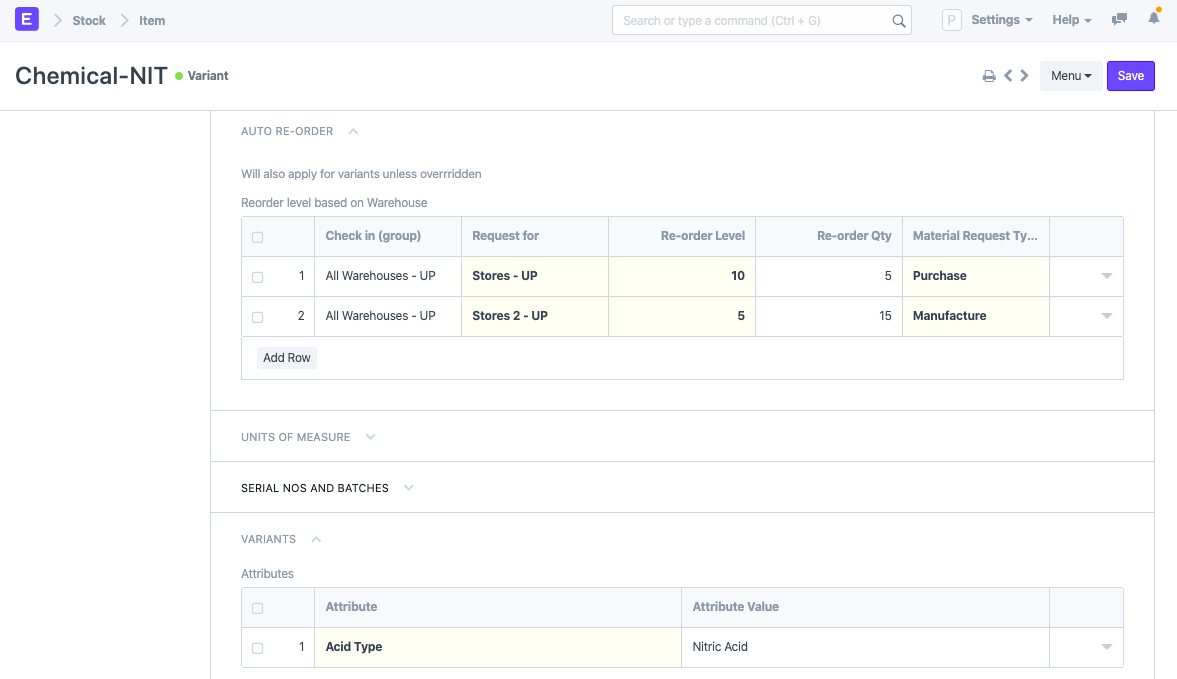 E Stock Item Search or type a command (Ctrl + G) P Settings Help
Chemical-NIT Variant Menu Save
AUTO RE-ORDER
Will also apply for variants unless overrridden
Reorder level based on Warehouse
Check in (group) Request for Re-order Level Re-order Qty Material Request Ty...
1 All Warehouses - UP Stores - UP 10 5 Purchase
2 All Warehouses - UP Stores 2 - UP 5 15 Manufacture
Add Row
UNITS OF MEASURE
SERIAL NOS AND BATCHES
VARIANTS
Attributes
Attribute Attribute Value
1 Acid Type Nitric Acid